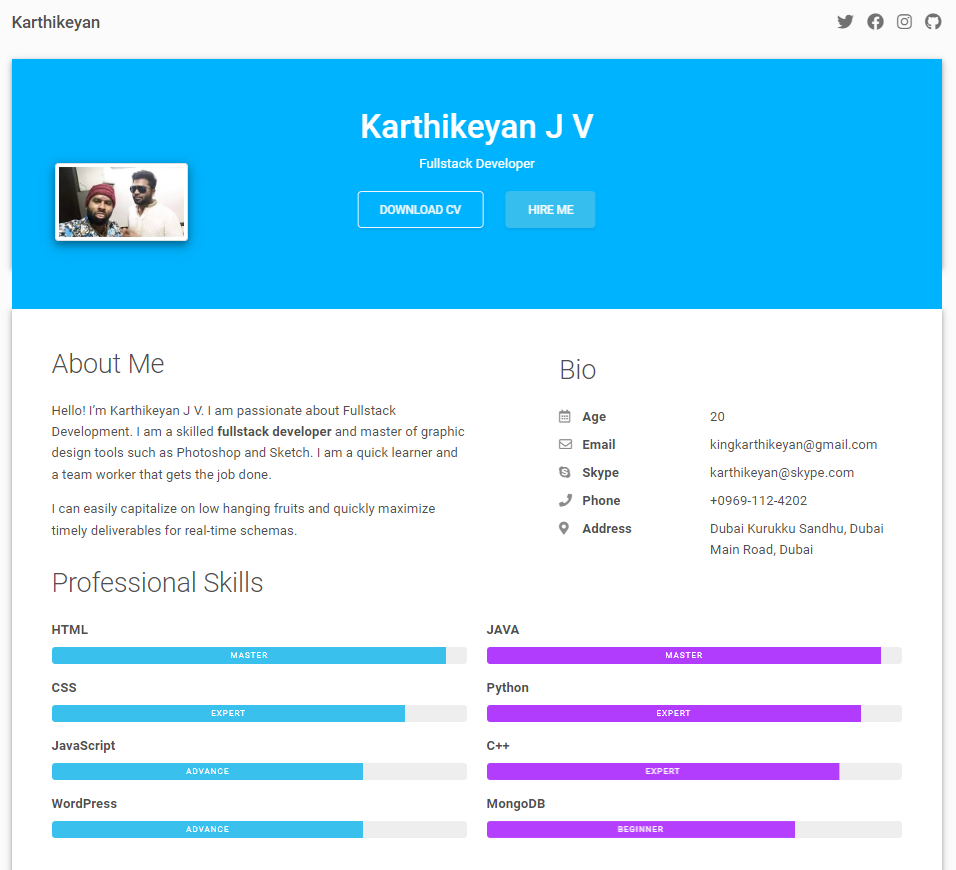 Karthikeyan
Karthikeyan J V
Fullstack Developer
DOWNLOAD CV
HIRE ME
About Me
Hello! I’m Karthikeyan J V. I am passionate about Fullstack
Development. I am a skilled fullstack developer and master of graphic
design tools such as Photoshop and Sketch. I am a quick learner and
a team worker that gets the job done.
I can easily capitalize on low hanging fruits and quickly maximize
timely deliverables for real-time schemas.
Bio
Age 20
Email kingkarthikeyan@gmail.com
Skype karthikeyan@skype.com
Phone +0969-112-4202
Address Dubai Kurukku Sandhu, Dubai
Main Road, Dubai
Professional Skills
HTML
MASTER
CSS
EXPERT
JavaScript
ADVANCE
WordPress
ADVANCE
JAVA
MASTER
Python
EXPERT
C++
EXPERT
MongoDB
BEGINNER